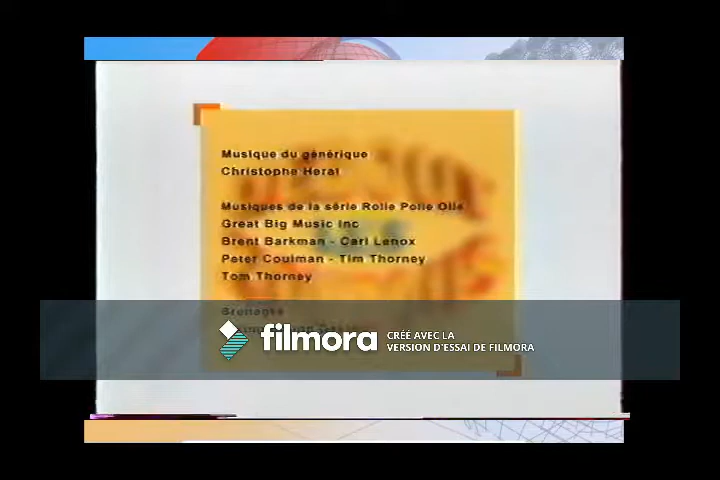 Musique du générique
Christophe Heral
Musiques de la série Rolie Polie Olie
Great Big Music Inc
Brent Barkman - Carl Lenox
Peter Coulman - Tim Thorney
Tom Thorney
filmora
CRÉÉ AVEC LA
VERSION D'ESSAI DE FILMORA